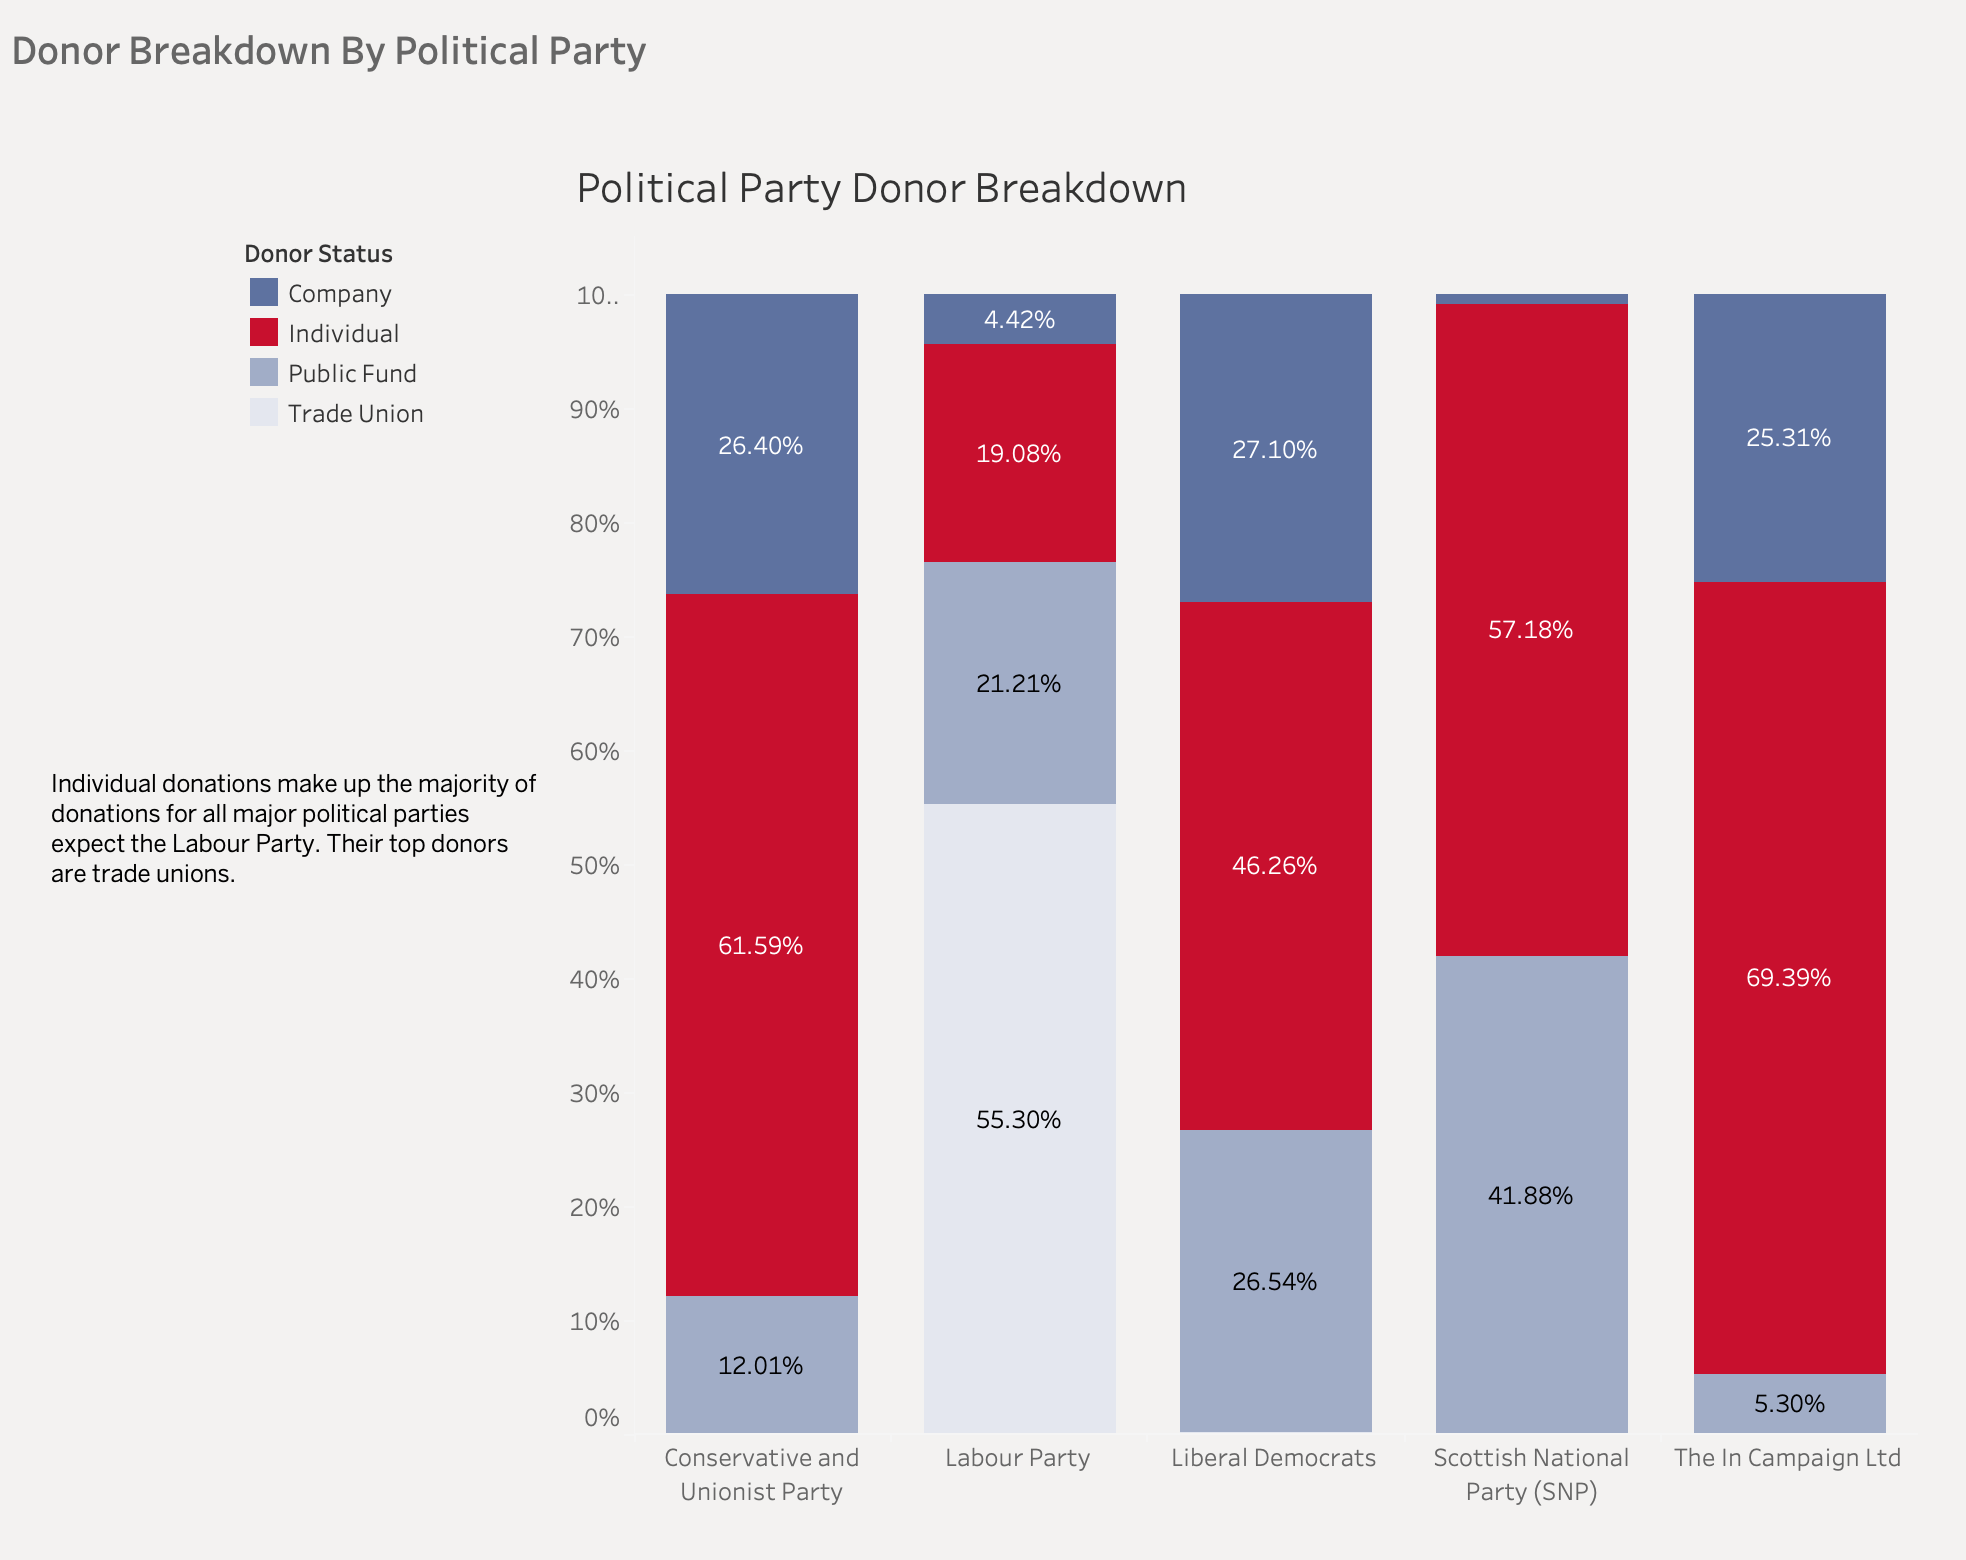 Donor Breakdown By Political Party
Political Party Donor Breakdown
Donor Status
Company
Individual
Public Fund
Trade Union
Individual donations make up the majority of
donations for all major political parties
expect the Labour Party. Their top donors
are trade unions.
10..
90%
80%
70%
60%
50%
40%
30%
20%
10%
0%
26.40%
61.59%
12.01%
4.42%
19.08%
21.21%
55.30%
27.10%
46.26%
26.54%
57.18%
41.88%
25.31%
69.39%
5.30%
Conservative and
Unionist Party
Labour Party
Liberal Democrats
Scottish National
Party (SNP)
The In Campaign Ltd